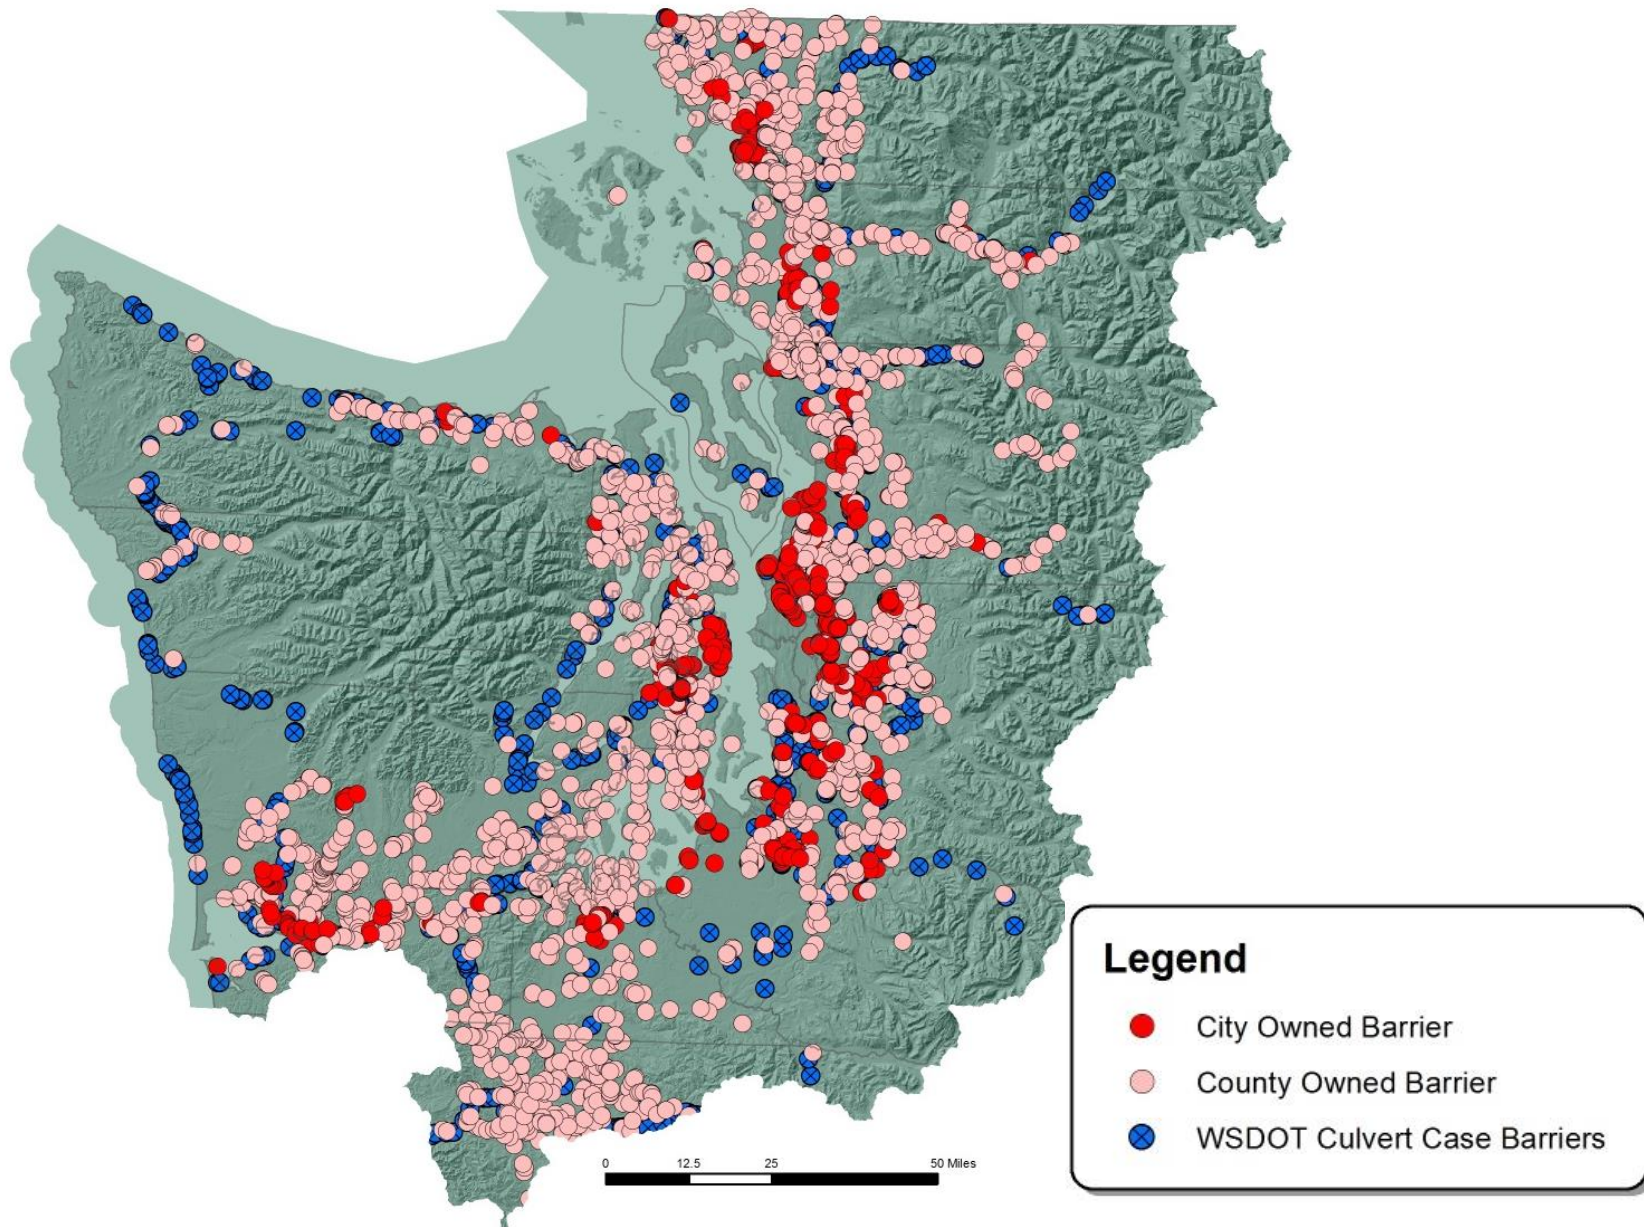 Legend
City Owned Barrier
County Owned Barrier
WSDOT Culvert Case Barriers
0 12.5 25 50 Miles